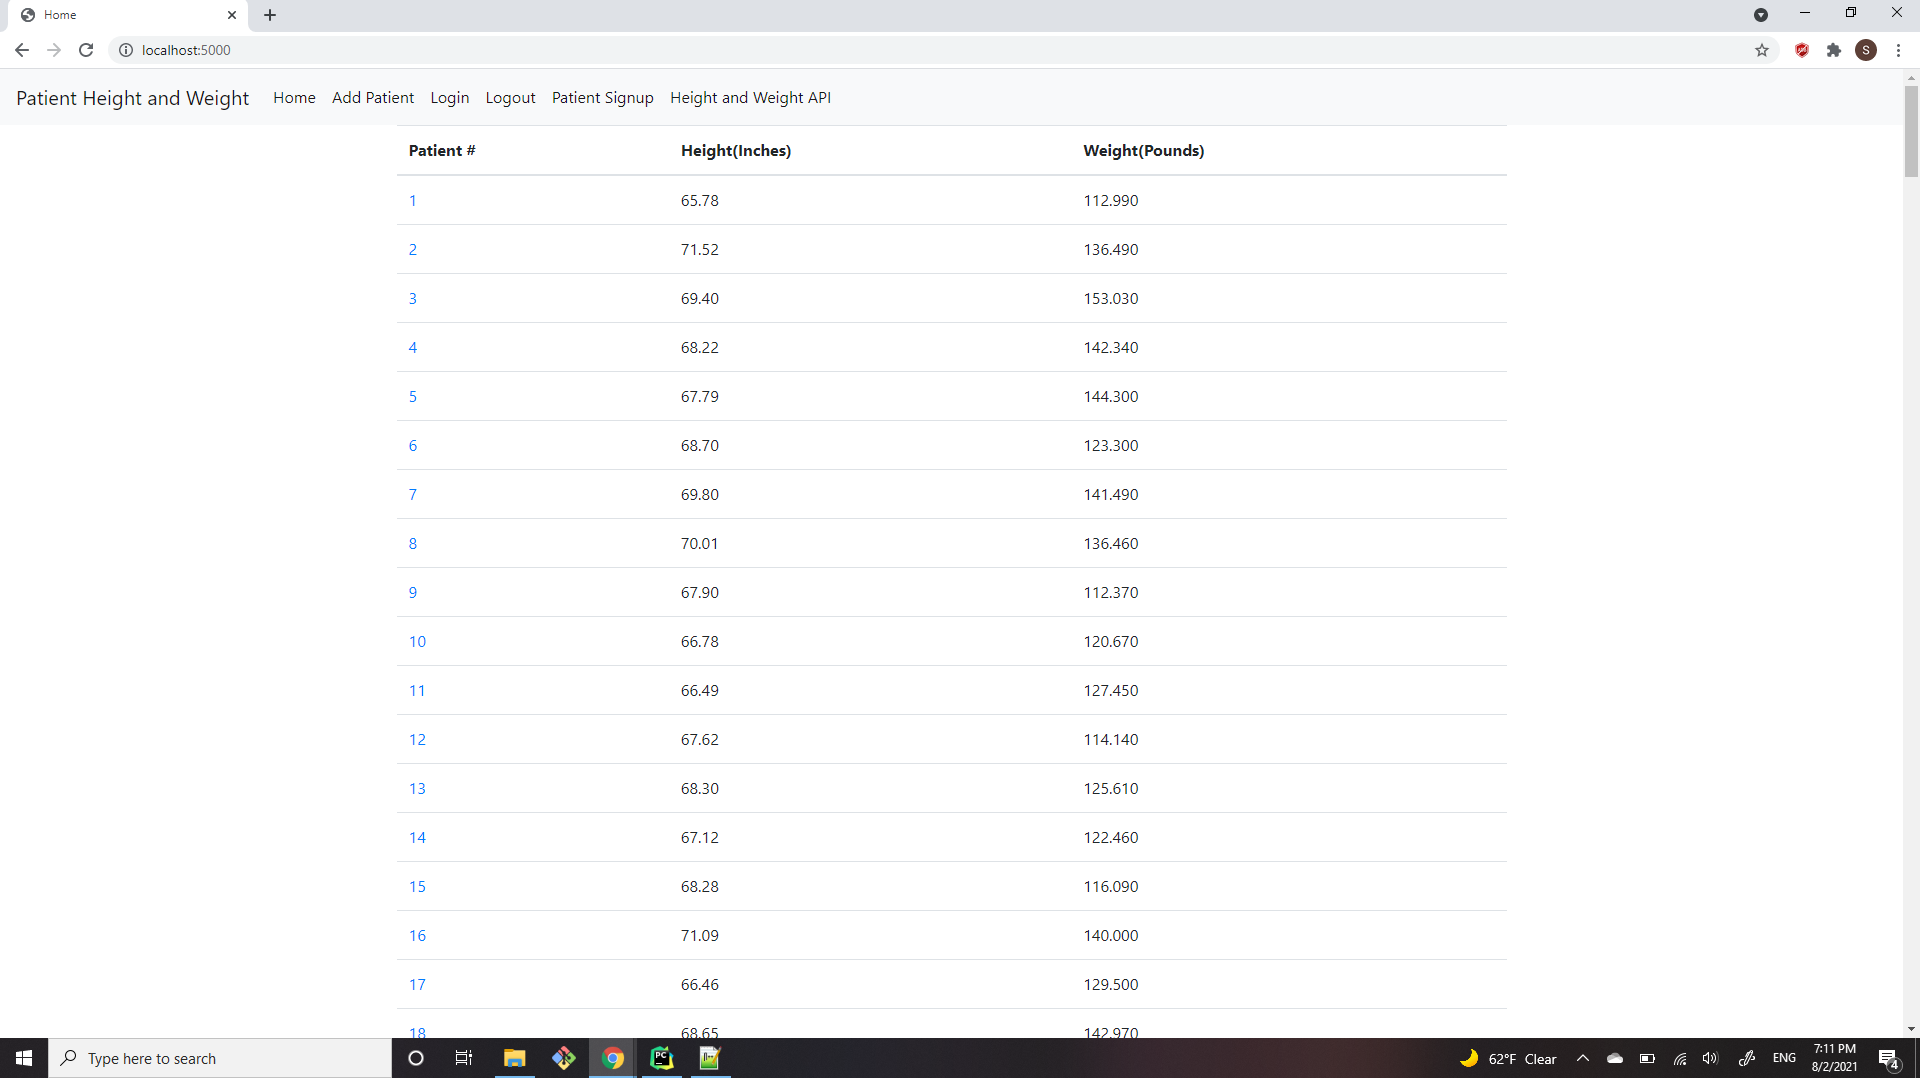 Home
localhost:5000
S
Patient Height and Weight Home Add Patient Login Logout Patient Signup Height and Weight API
Patient # Height(Inches) Weight(Pounds)
1 65.78 112.990
2 71.52 136.490
3 69.40 153.030
4 68.22 142.340
5 67.79 144.300
6 68.70 123.300
7 69.80 141.490
8 70.01 136.460
9 67.90 112.370
10 66.78 120.670
11 66.49 127.450
12 67.62 114.140
13 68.30 125.610
14 67.12 122.460
15 68.28 116.090
16 71.09 140.000
17 66.46 129.500
18 68.65 142.970
Type here to search
PC
62°F Clear
ENG
7:11 PM
8/2/2021
4